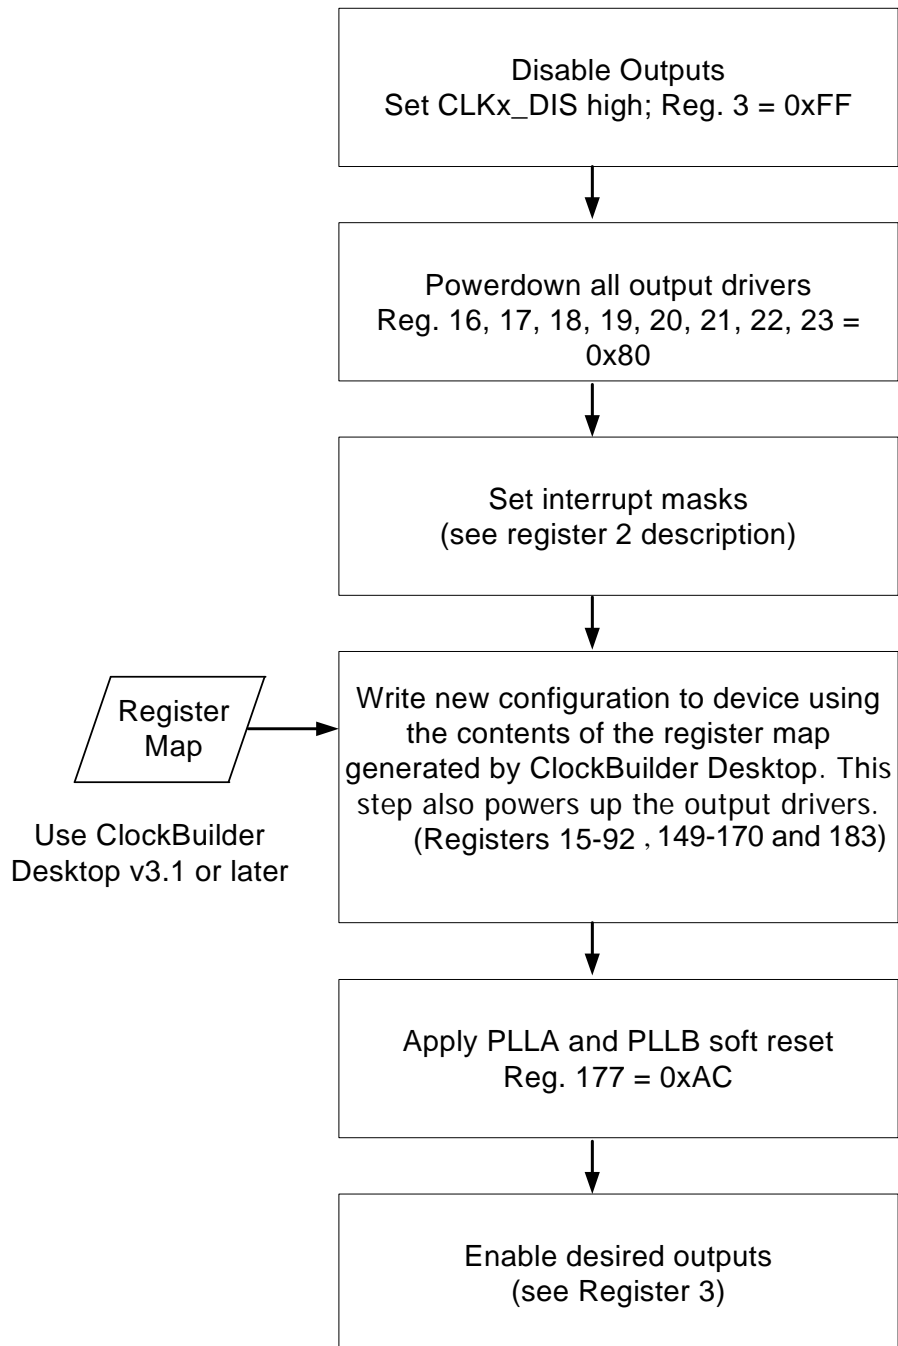 Disable Outputs
Set CLKx_DIS high; Reg. 3 = 0xFF
Powerdown all output drivers
Reg. 16, 17, 18, 19, 20, 21, 22, 23 =
0x80
Set interrupt masks
(see register 2 description)
Register
Map
Use ClockBuilder
Desktop v3.1 or later
Write new configuration to device using
the contents of the register map
generated by ClockBuilder Desktop. This
step also powers up the output drivers.
(Registers 15-92 , 149-170 and 183)
Apply PLLA and PLLB soft reset
Reg. 177 = 0xAC
Enable desired outputs
(see Register 3)